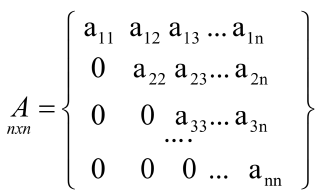 a₁₁ a₁₂ a₁₃ ... a₁ₙ
0 a₂₂ a₂₃... a₂ₙ
A = { 0 0 a₃₃... a₃ₙ }
nxn
....
0 0 0 ... aₙₙ